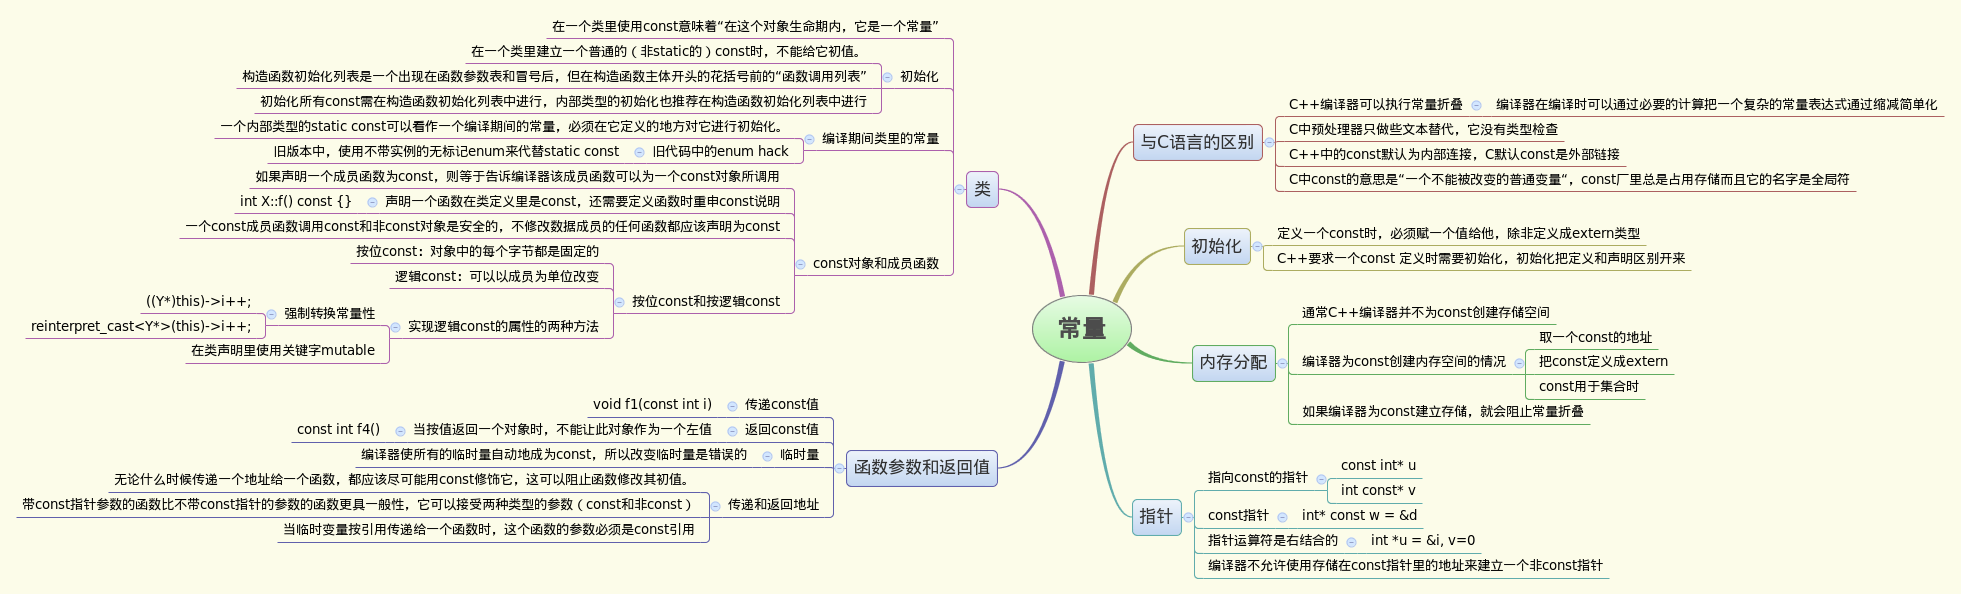 常量
与C语言的区别
C++编译器可以执行常量折叠
编译器在编译时可以通过必要的计算把一个复杂的常量表达式通过缩减简单化
C中预处理器只做些文本替代，它没有类型检查
C++中的const默认为内部连接，C默认const是外部链接
C中const的意思是“一个不能被改变的普通变量“，const厂里总是占用存储而且它的名字是全局符
初始化
定义一个const时，必须赋一个值给他，除非定义成extern类型
C++要求一个const 定义时需要初始化，初始化把定义和声明区别开来
内存分配
通常C++编译器并不为const创建存储空间
编译器为const创建内存空间的情况
取一个const的地址
把const定义成extern
const用于集合时
如果编译器为const建立存储，就会阻止常量折叠
指针
指向const的指针
const int* u
int const* v
const指针
int* const w = &d
指针运算符是右结合的
int *u = &i, v=0
编译器不允许使用存储在const指针里的地址来建立一个非const指针
类
在一个类里使用const意味着“在这个对象生命期内，它是一个常量”
初始化
在一个类里建立一个普通的（非static的）const时，不能给它初值。
构造函数初始化列表是一个出现在函数参数表和冒号后，但在构造函数主体开头的花括号前的“函数调用列表”
初始化所有const需在构造函数初始化列表中进行，内部类型的初始化也推荐在构造函数初始化列表中进行
编译期间类里的常量
一个内部类型的static const可以看作一个编译期间的常量，必须在它定义的地方对它进行初始化。
旧代码中的enum hack
旧版本中，使用不带实例的无标记enum来代替static const
const对象和成员函数
如果声明一个成员函数为const，则等于告诉编译器该成员函数可以为一个const对象所调用
声明一个函数在类定义里是const，还需要定义函数时重申const说明
int X::f() const {}
一个const成员函数调用const和非const对象是安全的，不修改数据成员的任何函数都应该声明为const
按位const和按逻辑const
按位const：对象中的每个字节都是固定的
逻辑const：可以以成员为单位改变
实现逻辑const的属性的两种方法
强制转换常量性
((Y*)this)->i++;
reinterpret_cast<Y*>(this)->i++;
在类声明里使用关键字mutable
函数参数和返回值
传递const值
void f1(const int i)
返回const值
当按值返回一个对象时，不能让此对象作为一个左值
const int f4()
临时量
编译器使所有的临时量自动地成为const，所以改变临时量是错误的
传递和返回地址
无论什么时候传递一个地址给一个函数，都应该尽可能用const修饰它，这可以阻止函数修改其初值。
带const指针参数的函数比不带const指针的参数的函数更具一般性，它可以接受两种类型的参数（const和非const）
当临时变量按引用传递给一个函数时，这个函数的参数必须是const引用